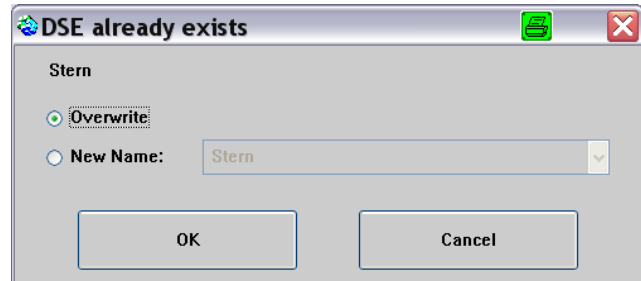 DSE already exists
Stern
Overwrite
New Name: Stern
OK Cancel